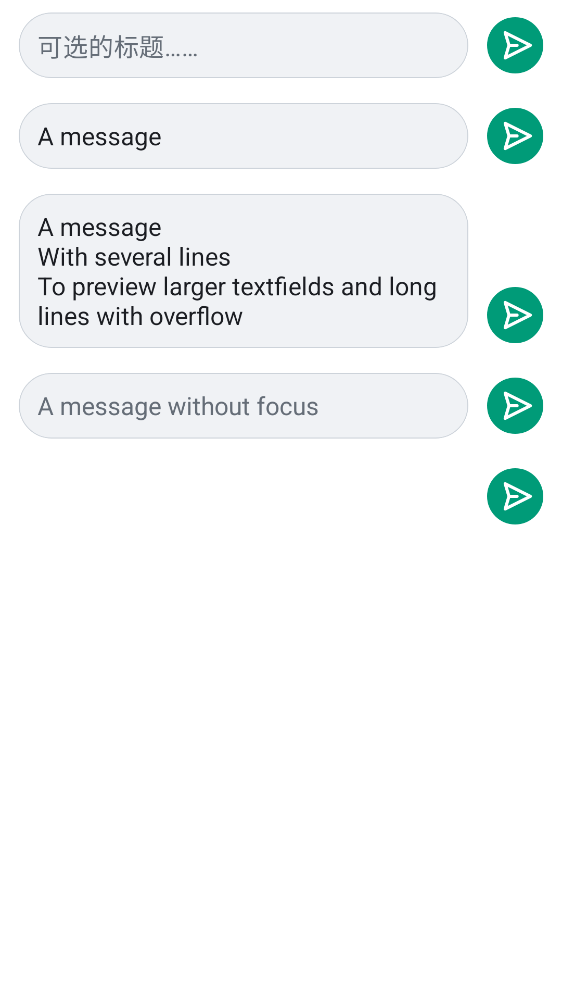 可选的标题……
A message
A message
With several lines
To preview larger textfields and long
lines with overflow
A message without focus